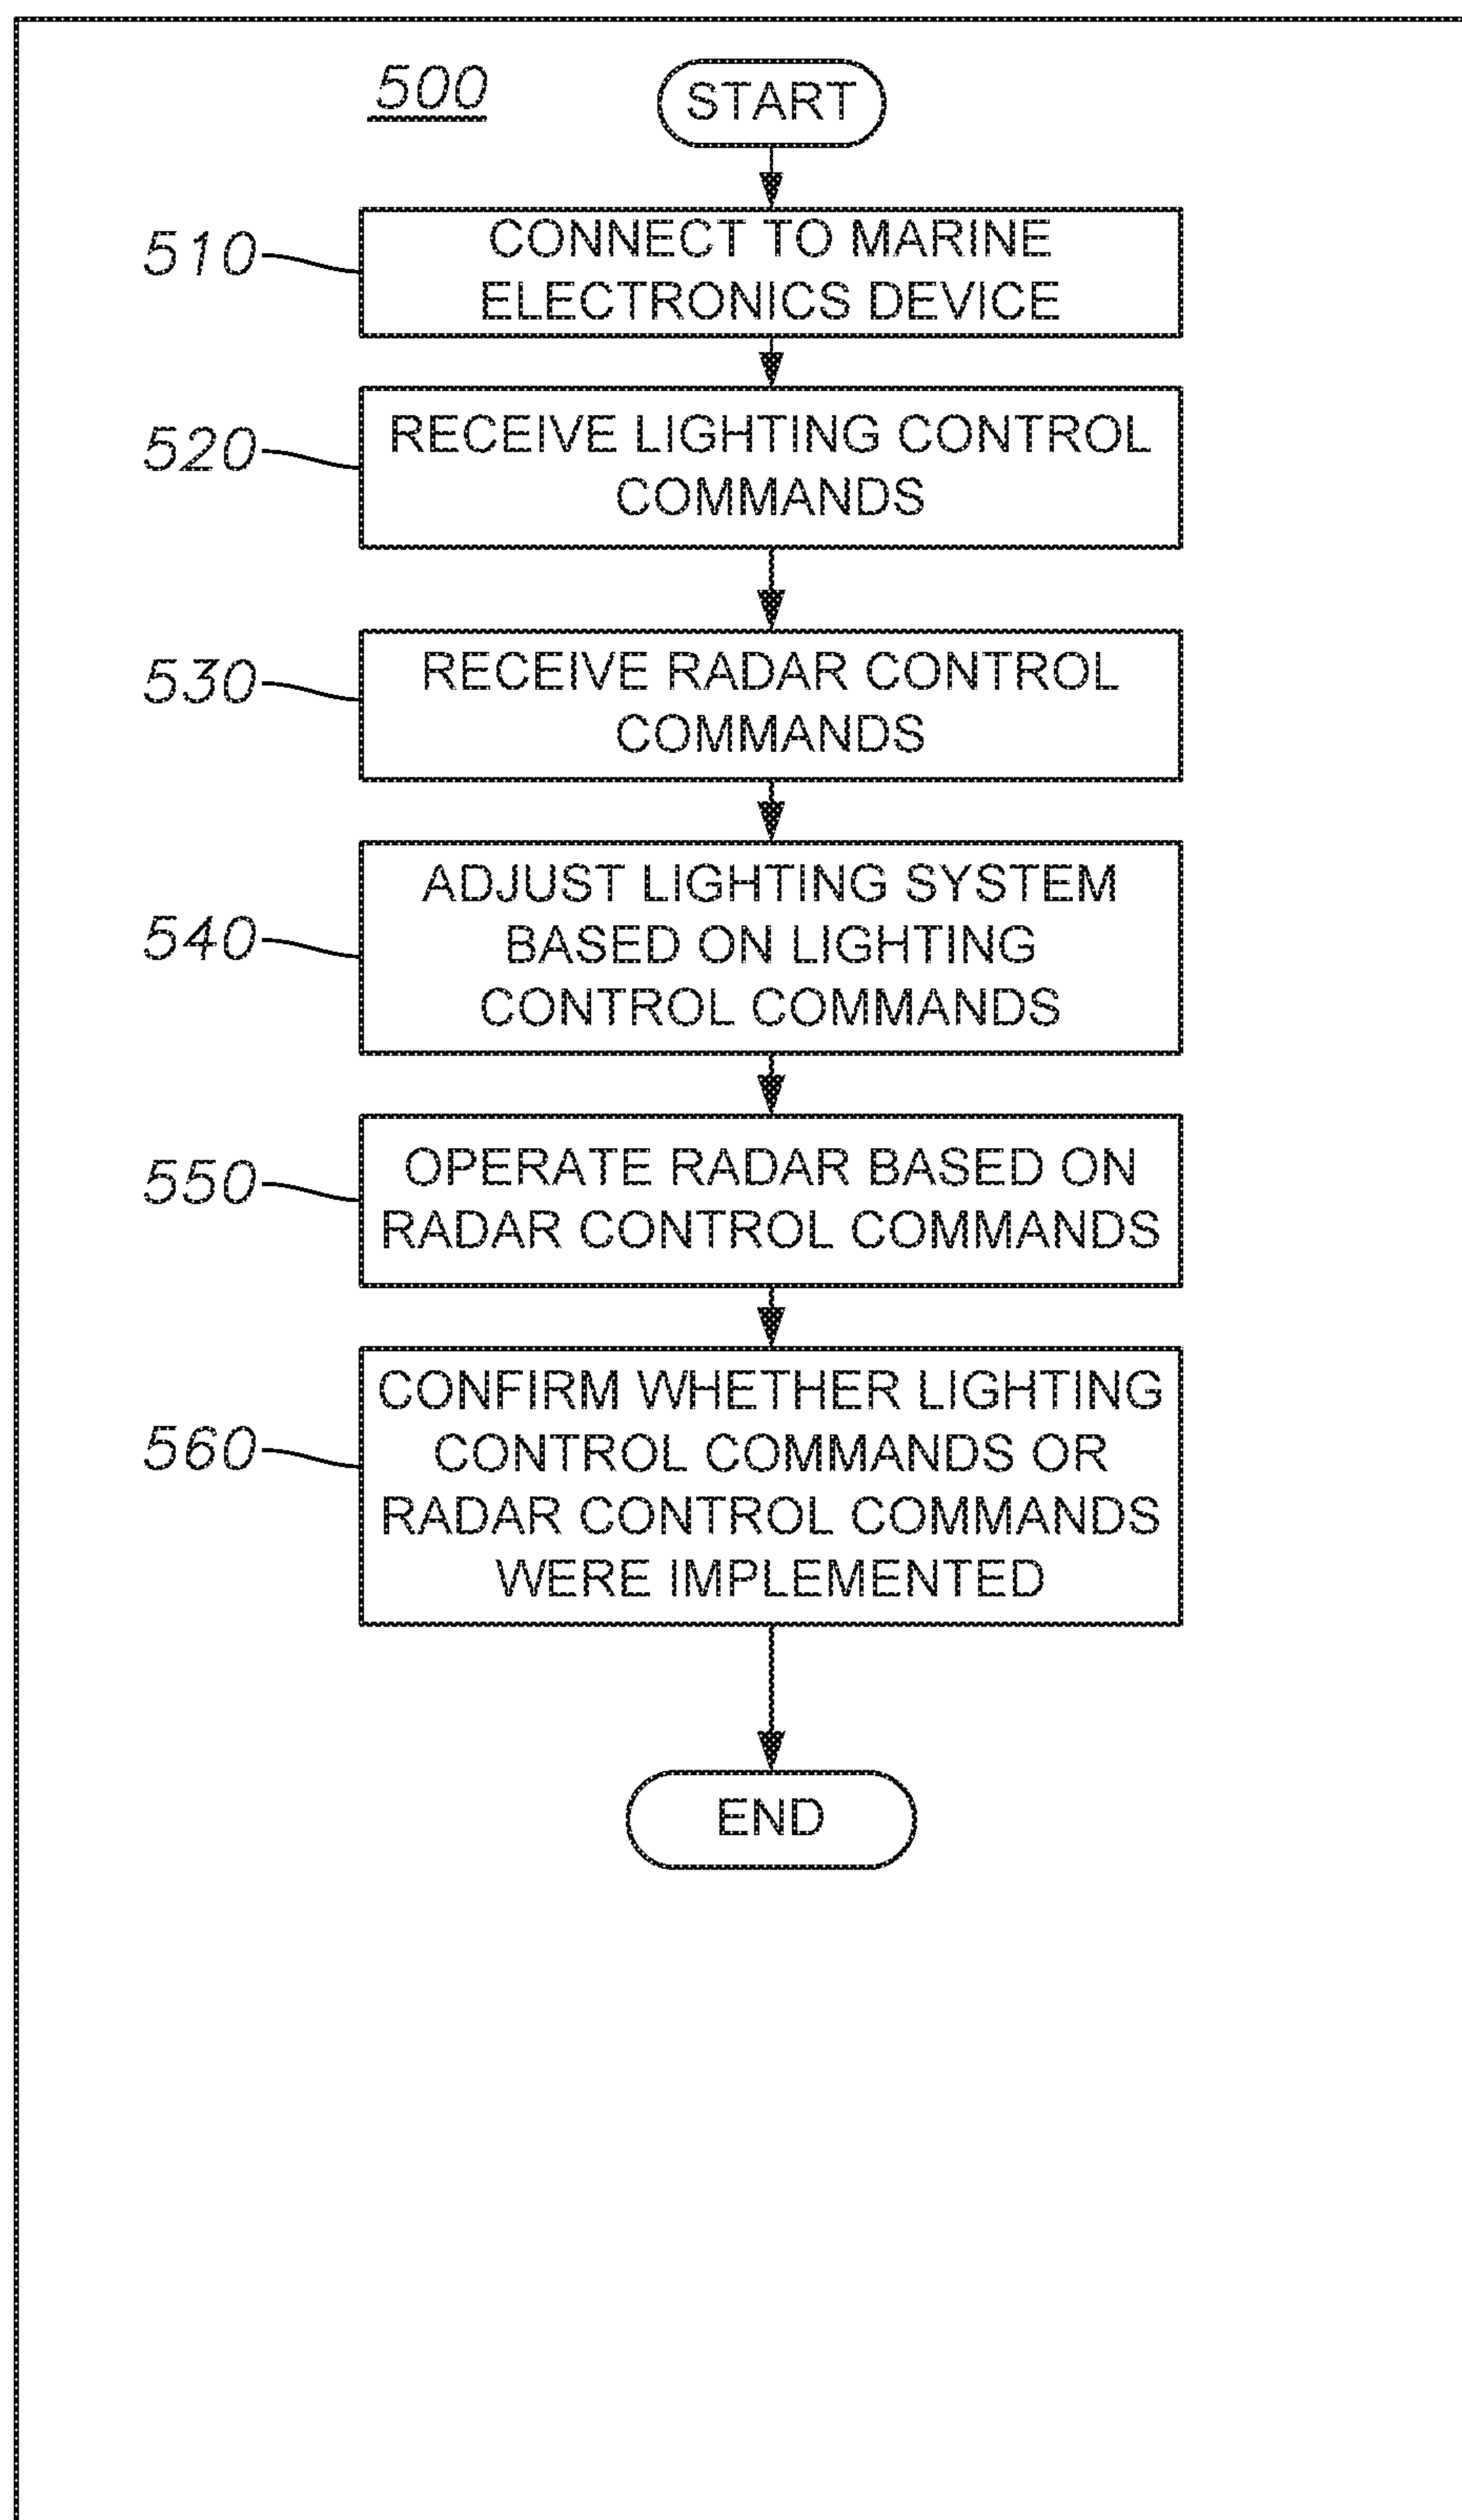 500
START
510
CONNECT TO MARINE
ELECTRONICS DEVICE
520
RECEIVE LIGHTING CONTROL
COMMANDS
530
RECEIVE RADAR CONTROL
COMMANDS
540
ADJUST LIGHTING SYSTEM
BASED ON LIGHTING
CONTROL COMMANDS
550
OPERATE RADAR BASED ON
RADAR CONTROL COMMANDS
560
CONFIRM WHETHER LIGHTING
CONTROL COMMANDS OR
RADAR CONTROL COMMANDS
WERE IMPLEMENTED
END